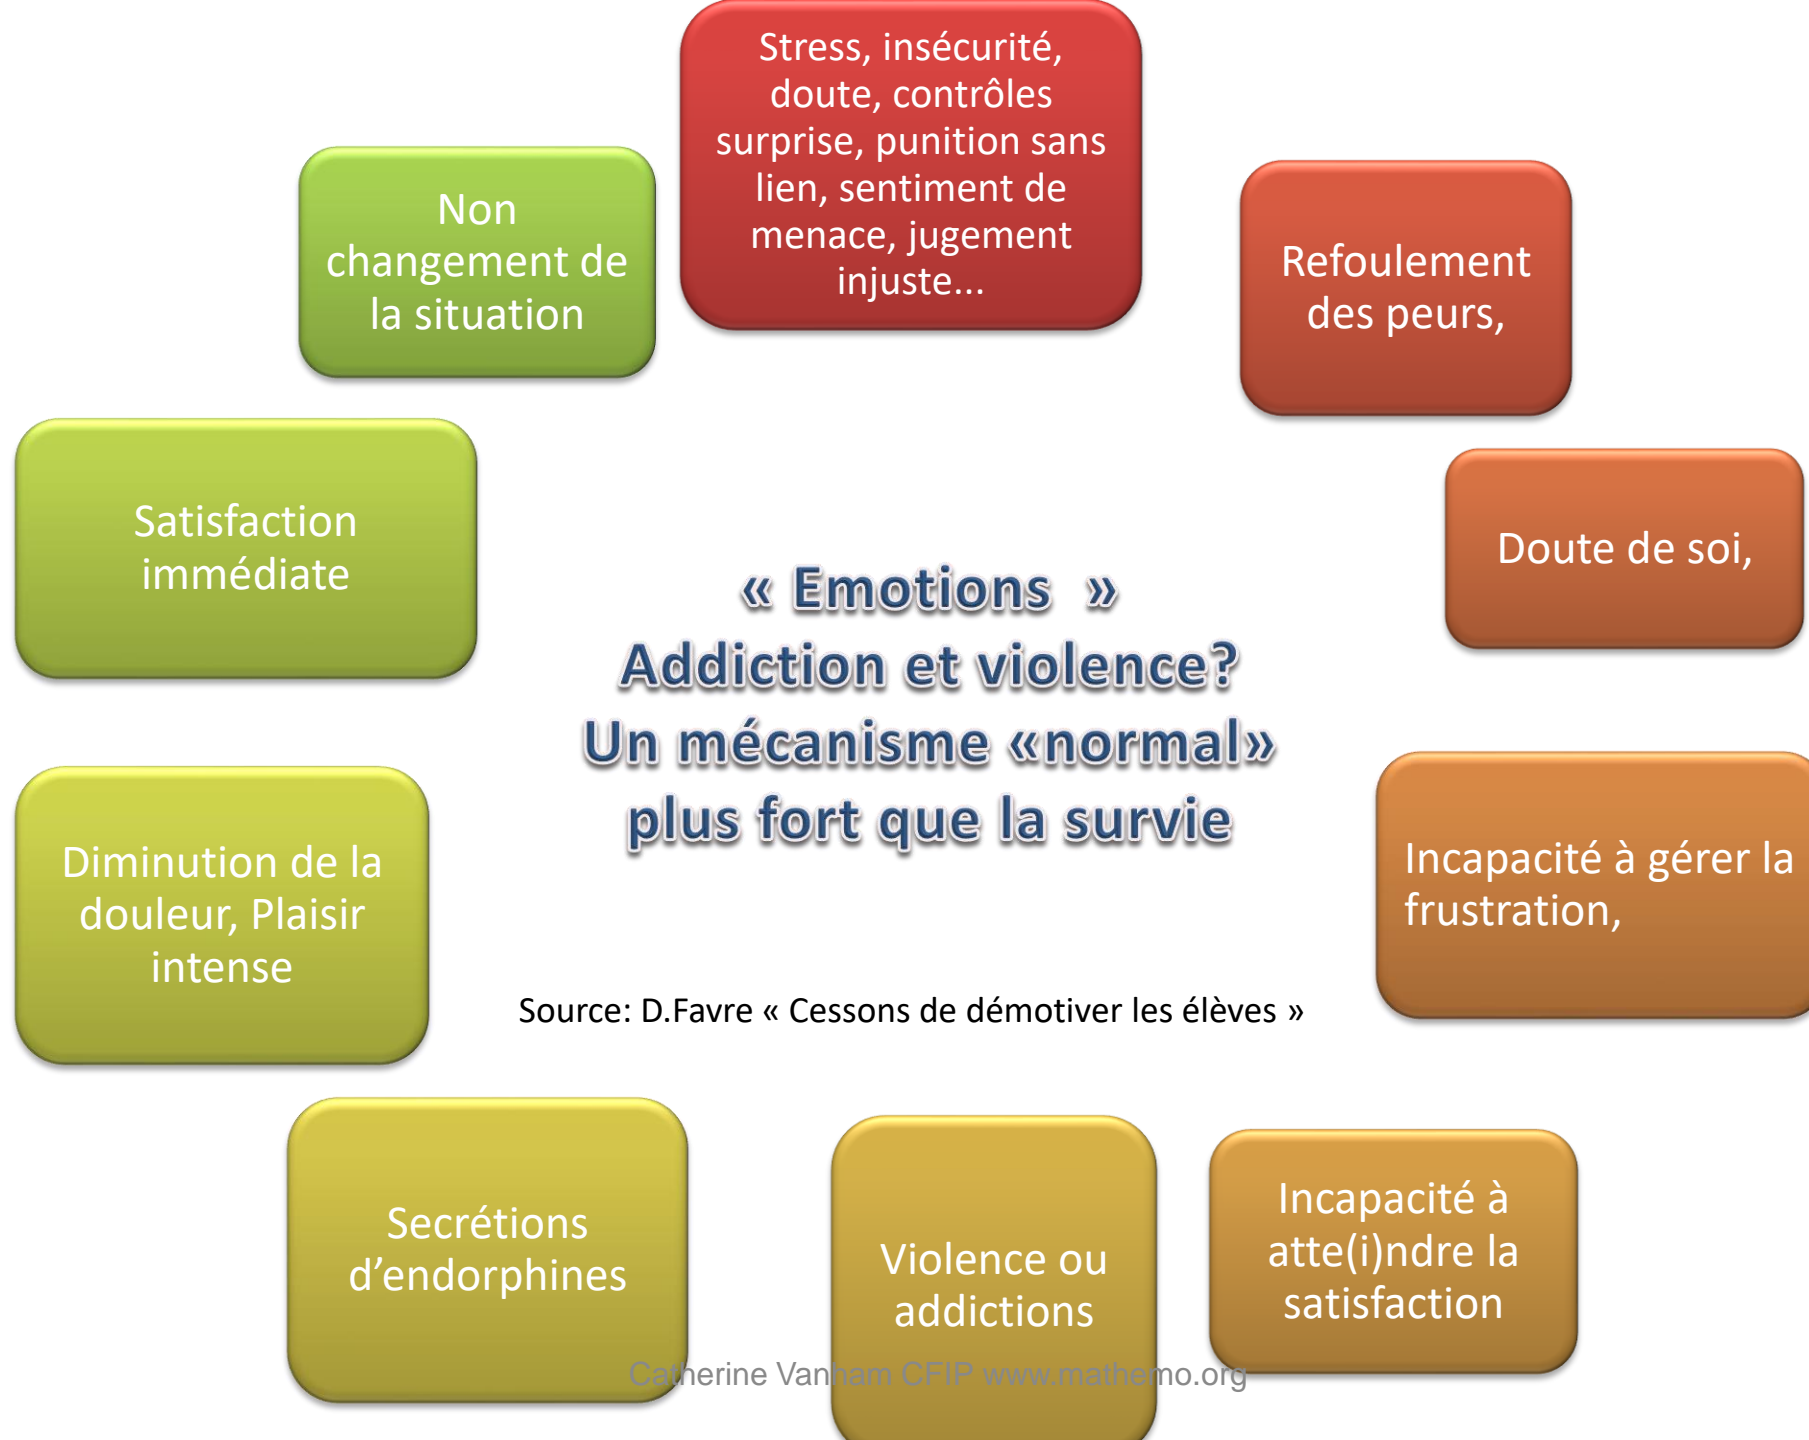 Stress, insécurité,
doute, contrôles
surprise, punition sans
lien, sentiment de
menace, jugement
injuste...
Refoulement
des peurs,
Doute de soi,
Incapacité à gérer la
frustration,
Incapacité à
atte(i)ndre la
satisfaction
Violence ou
addictions
Secrétions
d’endorphines
Diminution de la
douleur, Plaisir
intense
Satisfaction
immédiate
Non
changement de
la situation
« Emotions  »
Addiction et violence?
Un mécanisme «normal»
plus fort que la survie
Source: D.Favre « Cessons de démotiver les élèves »
Catherine Vanham CFIP www.mathemo.org